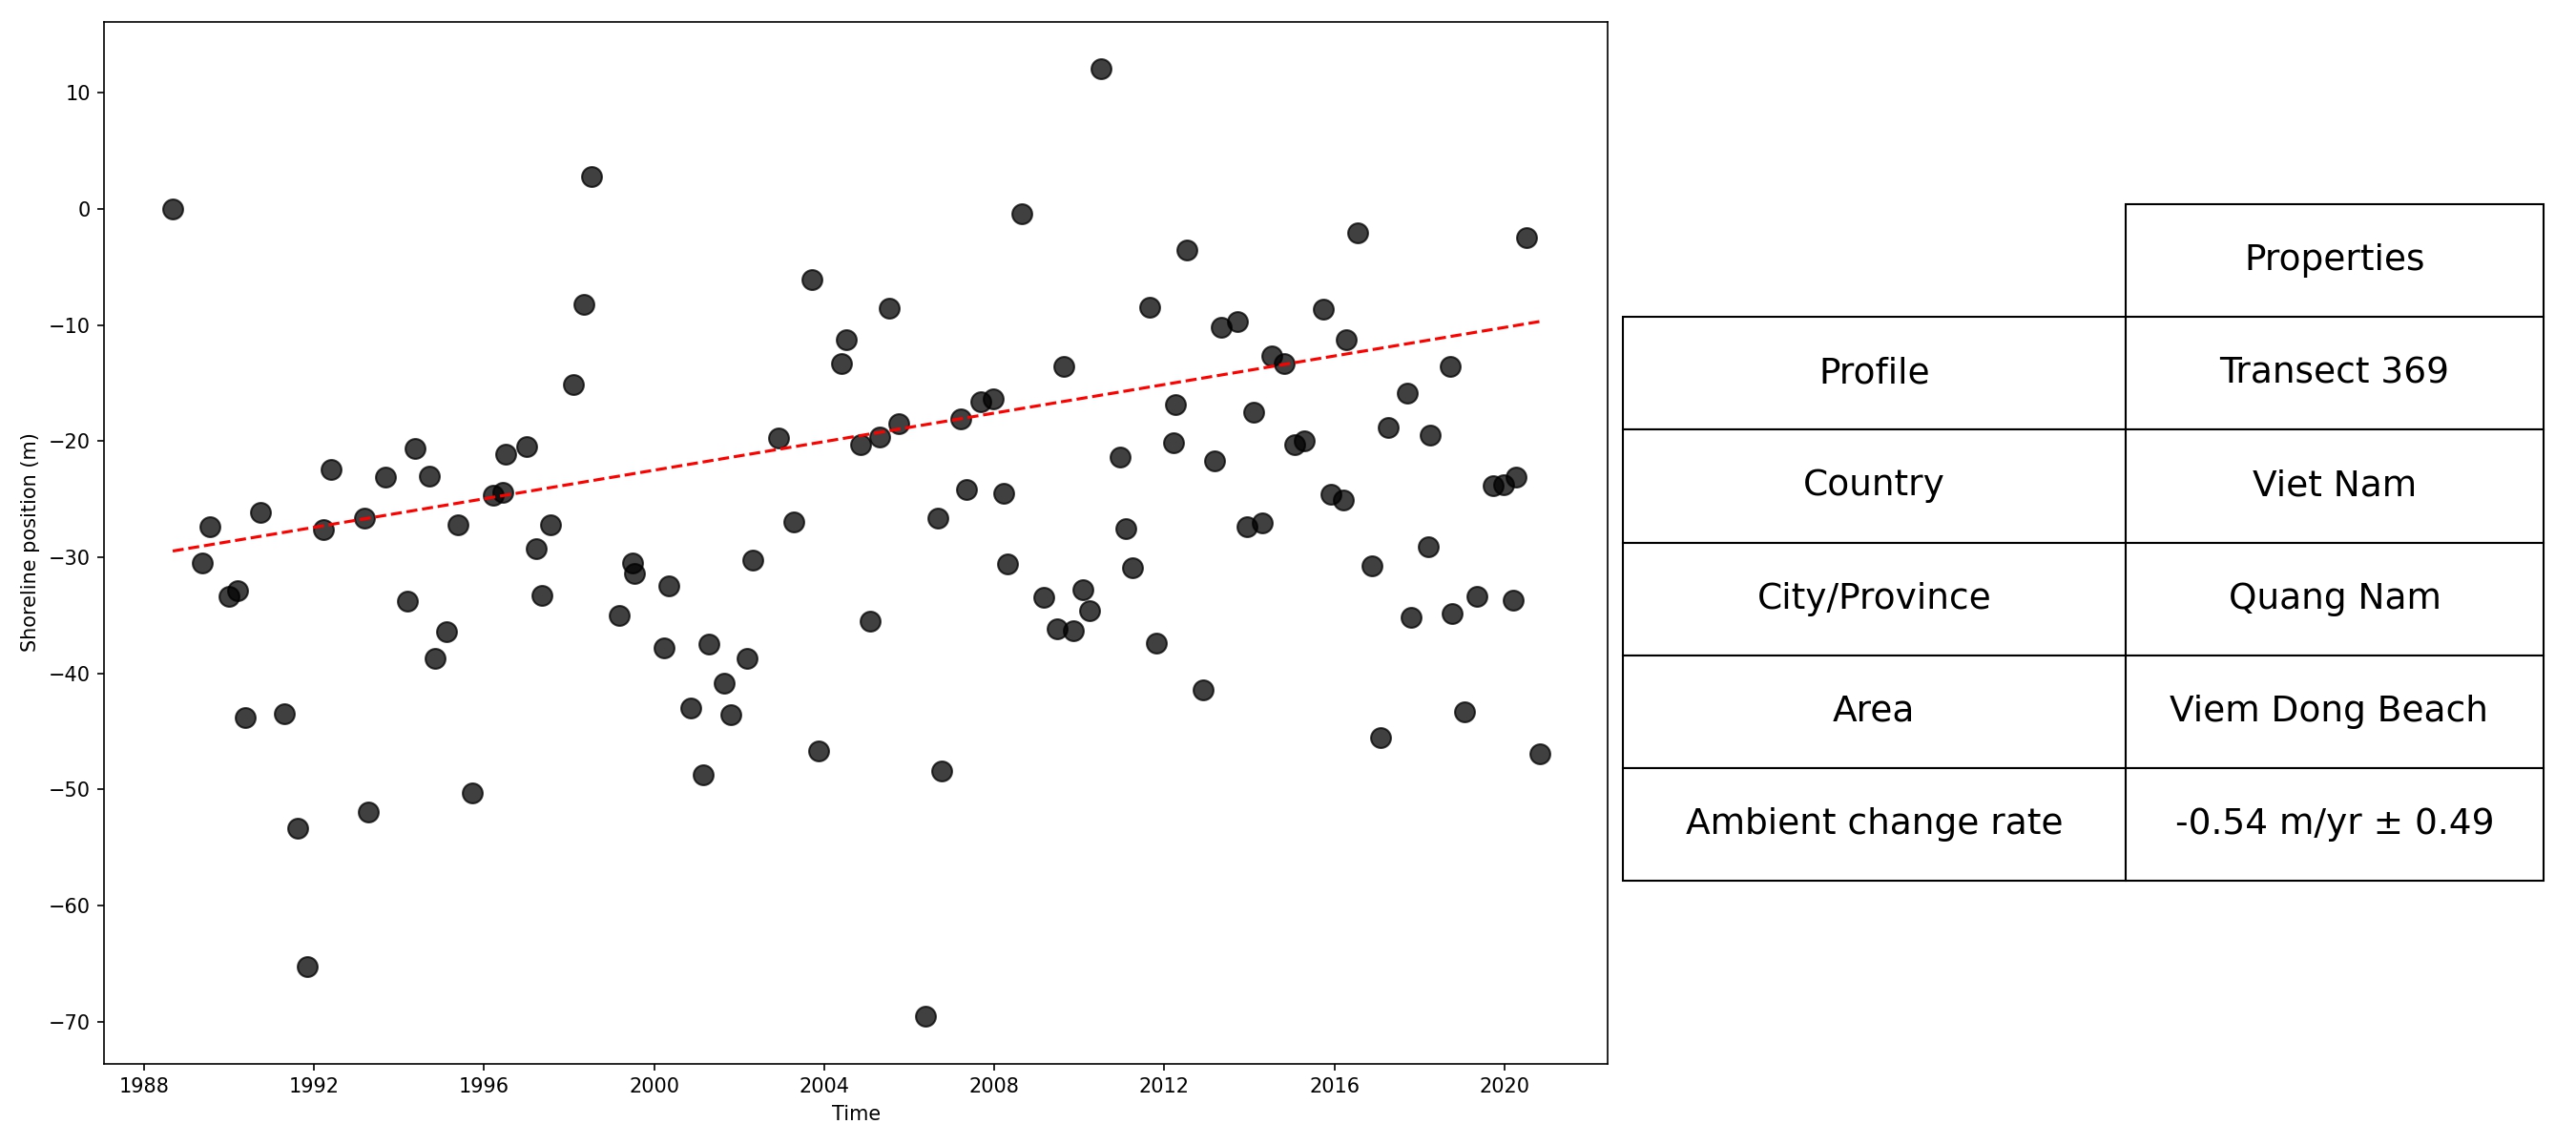 10
0
−10
−20
−30
−40
−50
−60
−70
Shoreline position (m)
1988 1992 1996 2000 2004 2008 2012 2016 2020
Time
Properties
Profile Transect 369
Country Viet Nam
City/Province Quang Nam
Area Viem Dong Beach
Ambient change rate -0.54 m/yr ± 0.49